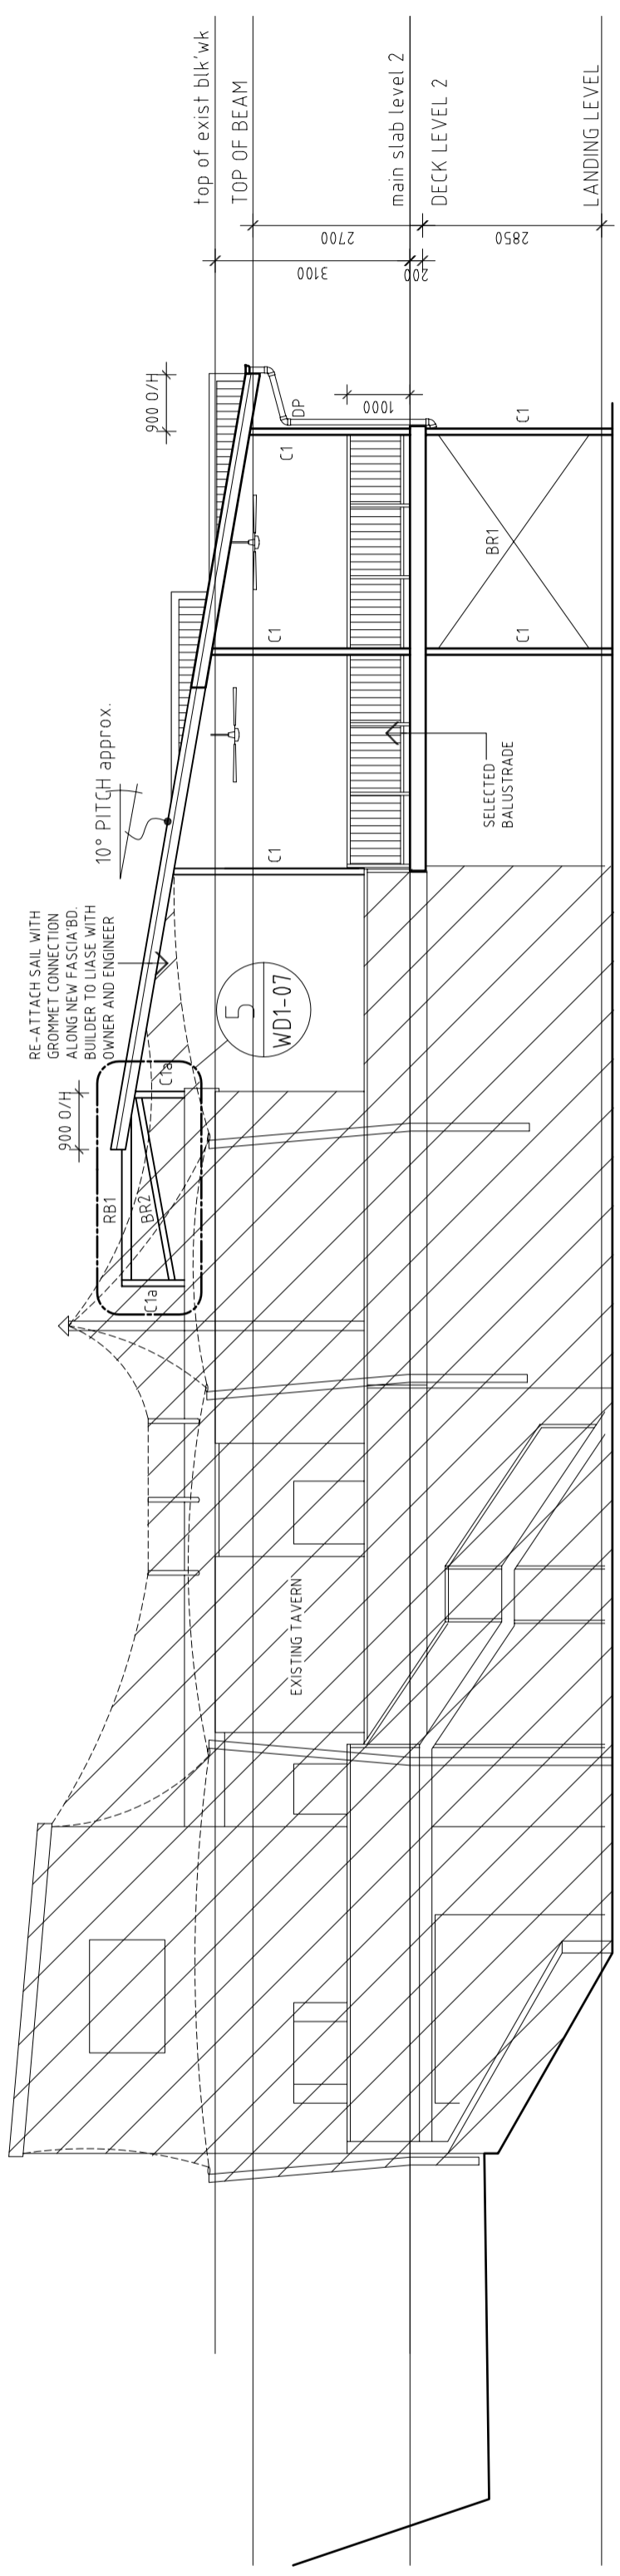 top of exist blk'wk
TOP OF BEAM
main slab level 2
DECK LEVEL 2
LANDING LEVEL
2700
2850
3100
200
900 O/H
DP
1000
C1
C1
C1
C1
C1
BR1
SELECTED
BALUSTRADE
10° PITCH approx.
RE-ATTACH SAIL WITH
GROMMET CONNECTION
ALONG NEW FASCIA'BD.
BUILDER TO LIASE WITH
OWNER AND ENGINEER
5
WD1-07
900 O/H
C1a
RB1
BR2
C1a
EXISTING TAVERN